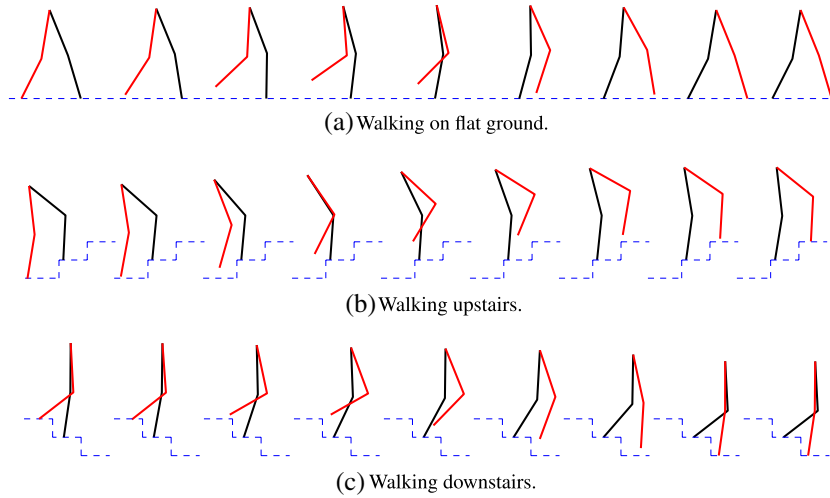 (a) Walking on flat ground.
(b) Walking upstairs.
(c) Walking downstairs.